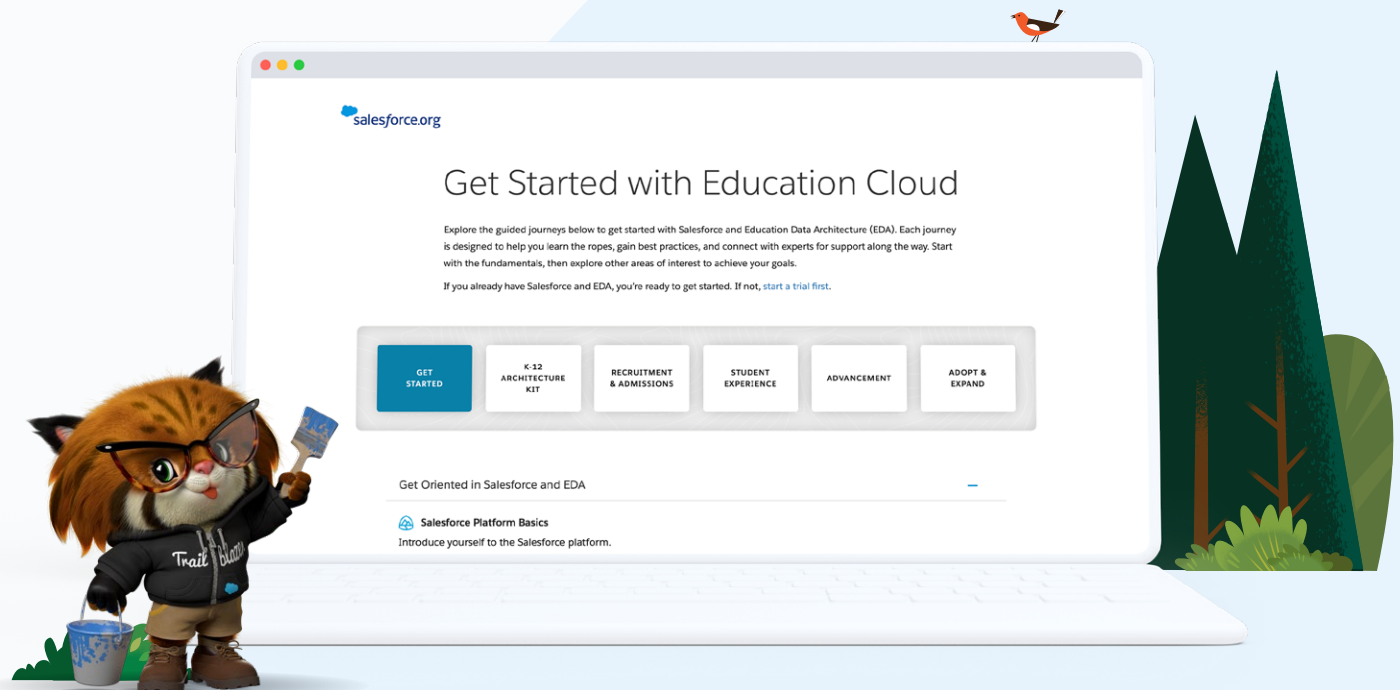 salesforce.org
Get Started with Education Cloud
Explore the guided journeys below to get started with Salesforce and Education Data Architecture (EDA). Each journey
is designed to help you learn the ropes, gain best practices, and connect with experts for support along the way. Start
with the fundamentals, then explore other areas of interest to achieve your goals.
If you already have Salesforce and EDA, you're ready to get started. If not, start a trial first.
GET
STARTED
K-12
ARCHITECTURE
KIT
RECRUITMENT
& ADMISSIONS
STUDENT
EXPERIENCE
ADVANCEMENT
ADOPT &
EXPAND
Get Oriented in Salesforce and EDA
Salesforce Platform Basics
Introduce yourself to the Salesforce platform.
Trailblazer